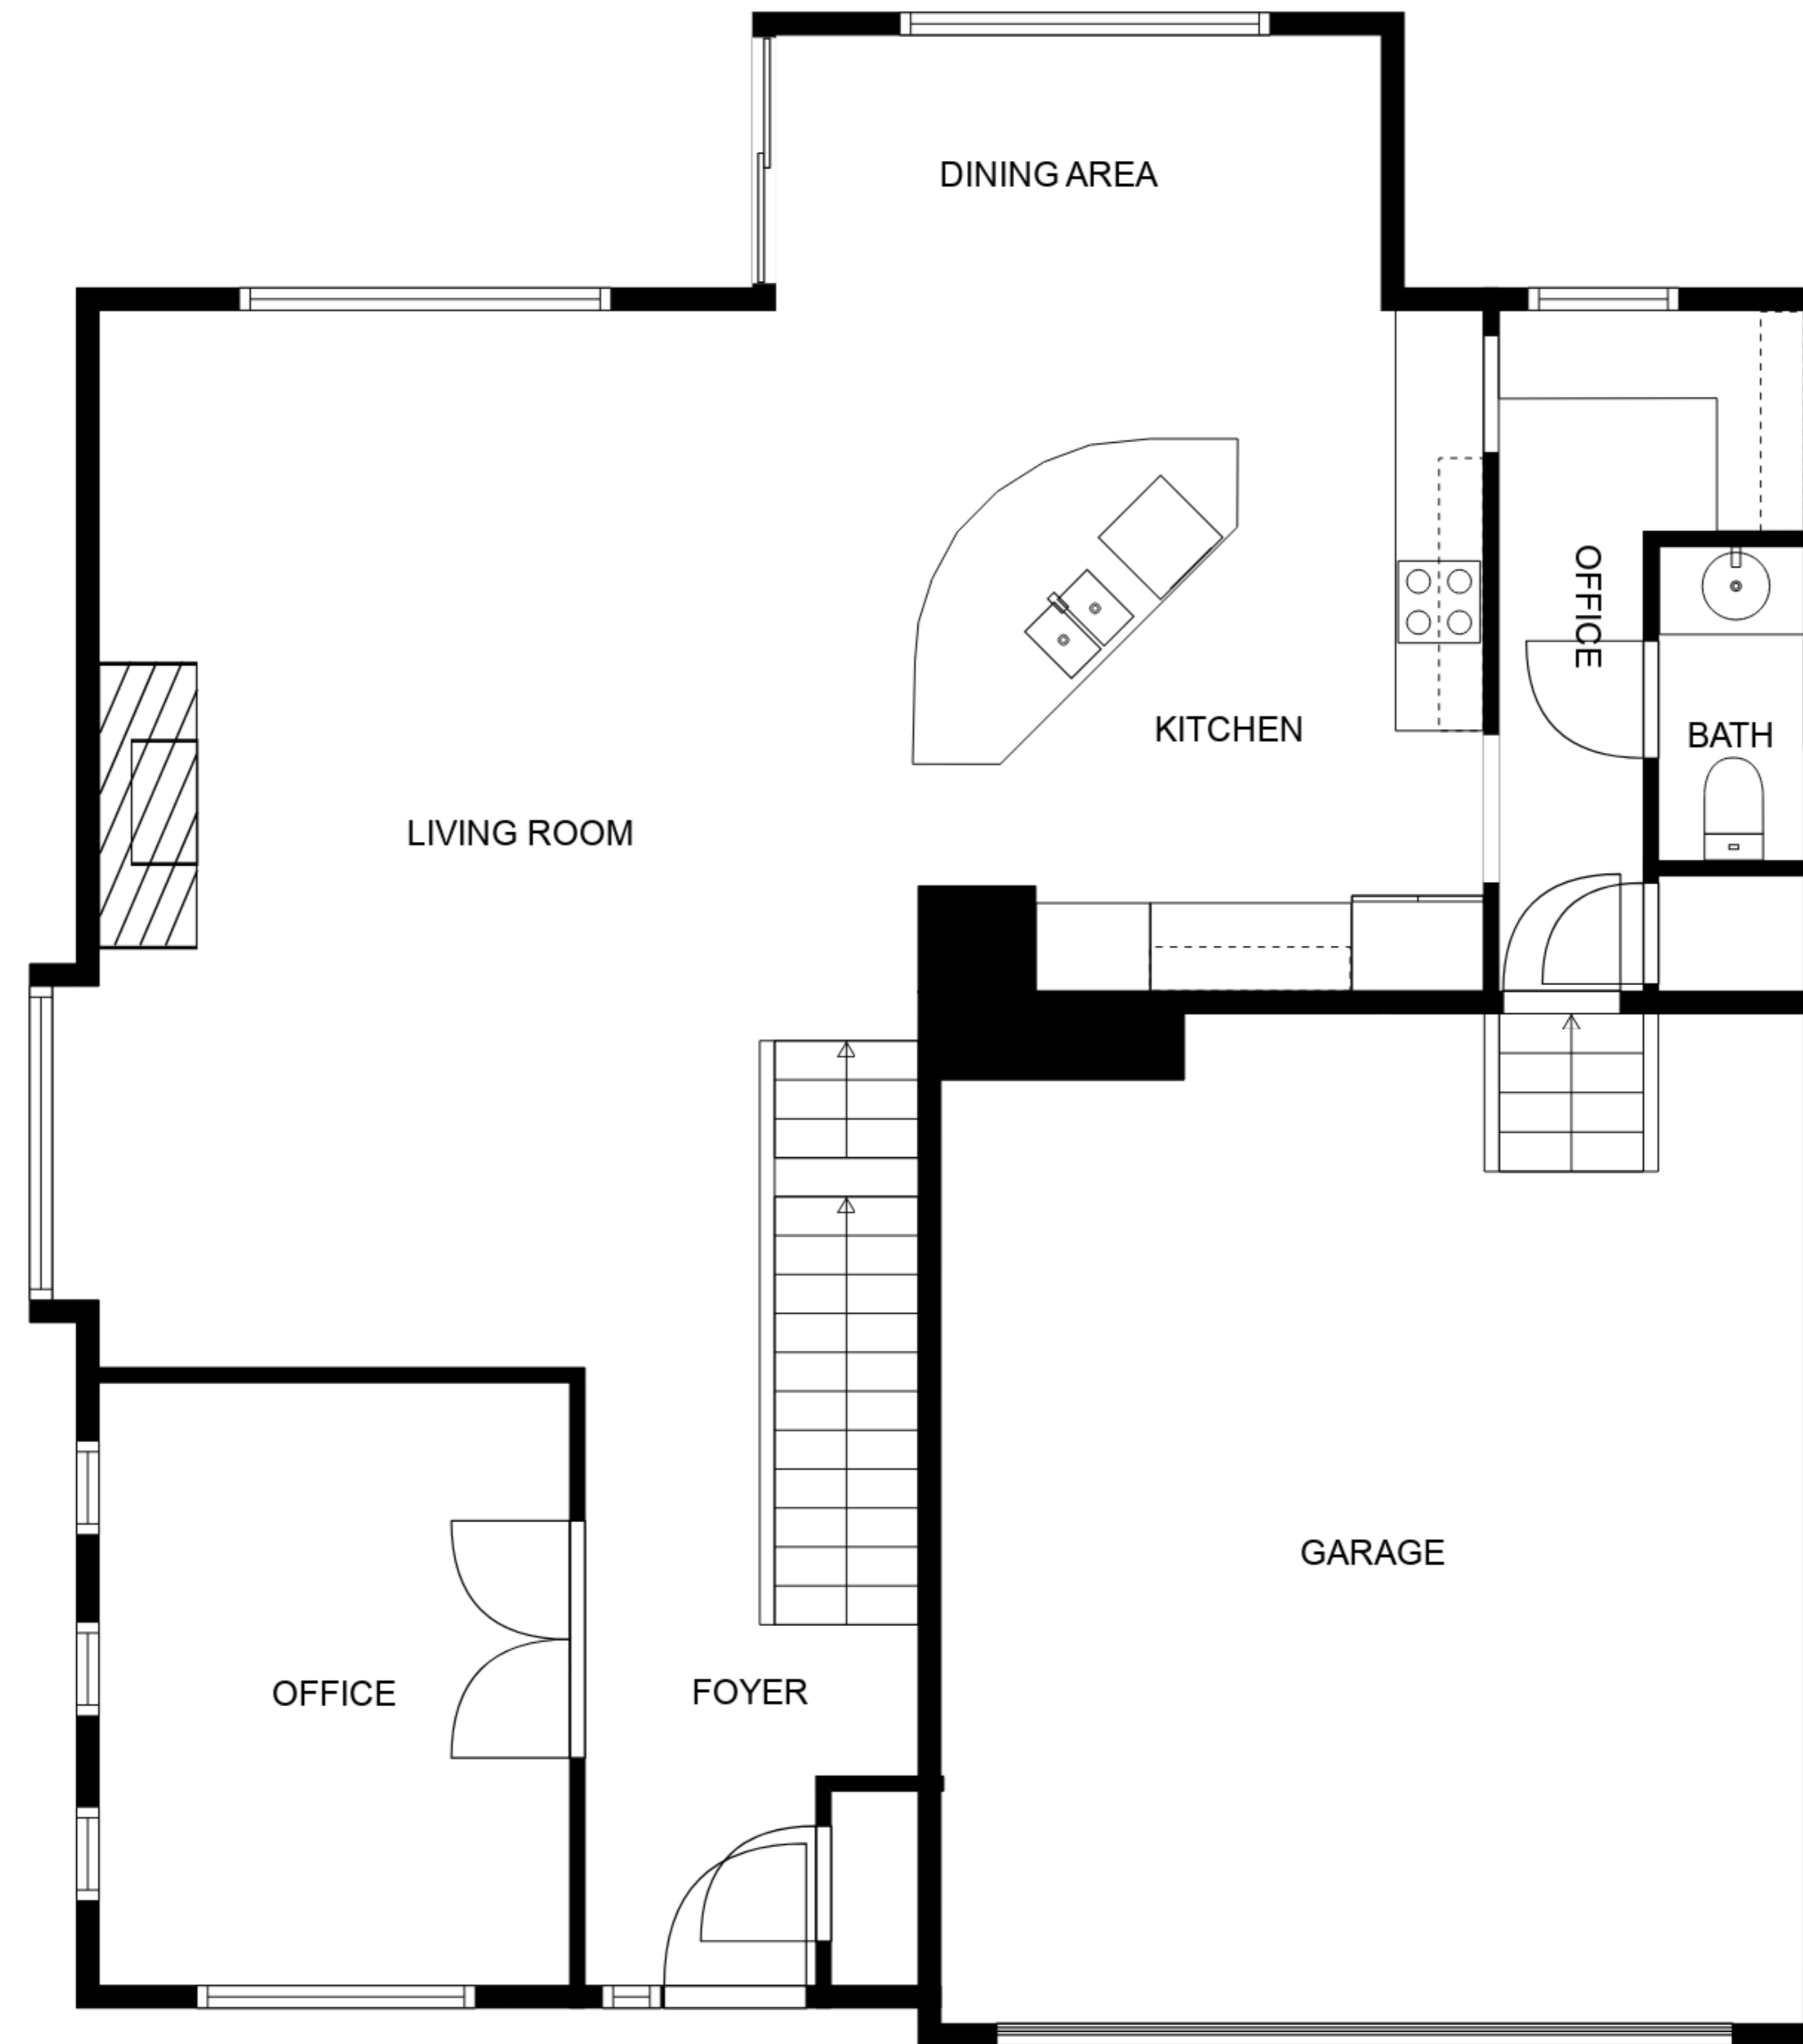 DINING AREA
OFFICE
KITCHEN
BATH
LIVING ROOM
GARAGE
OFFICE
FOYER